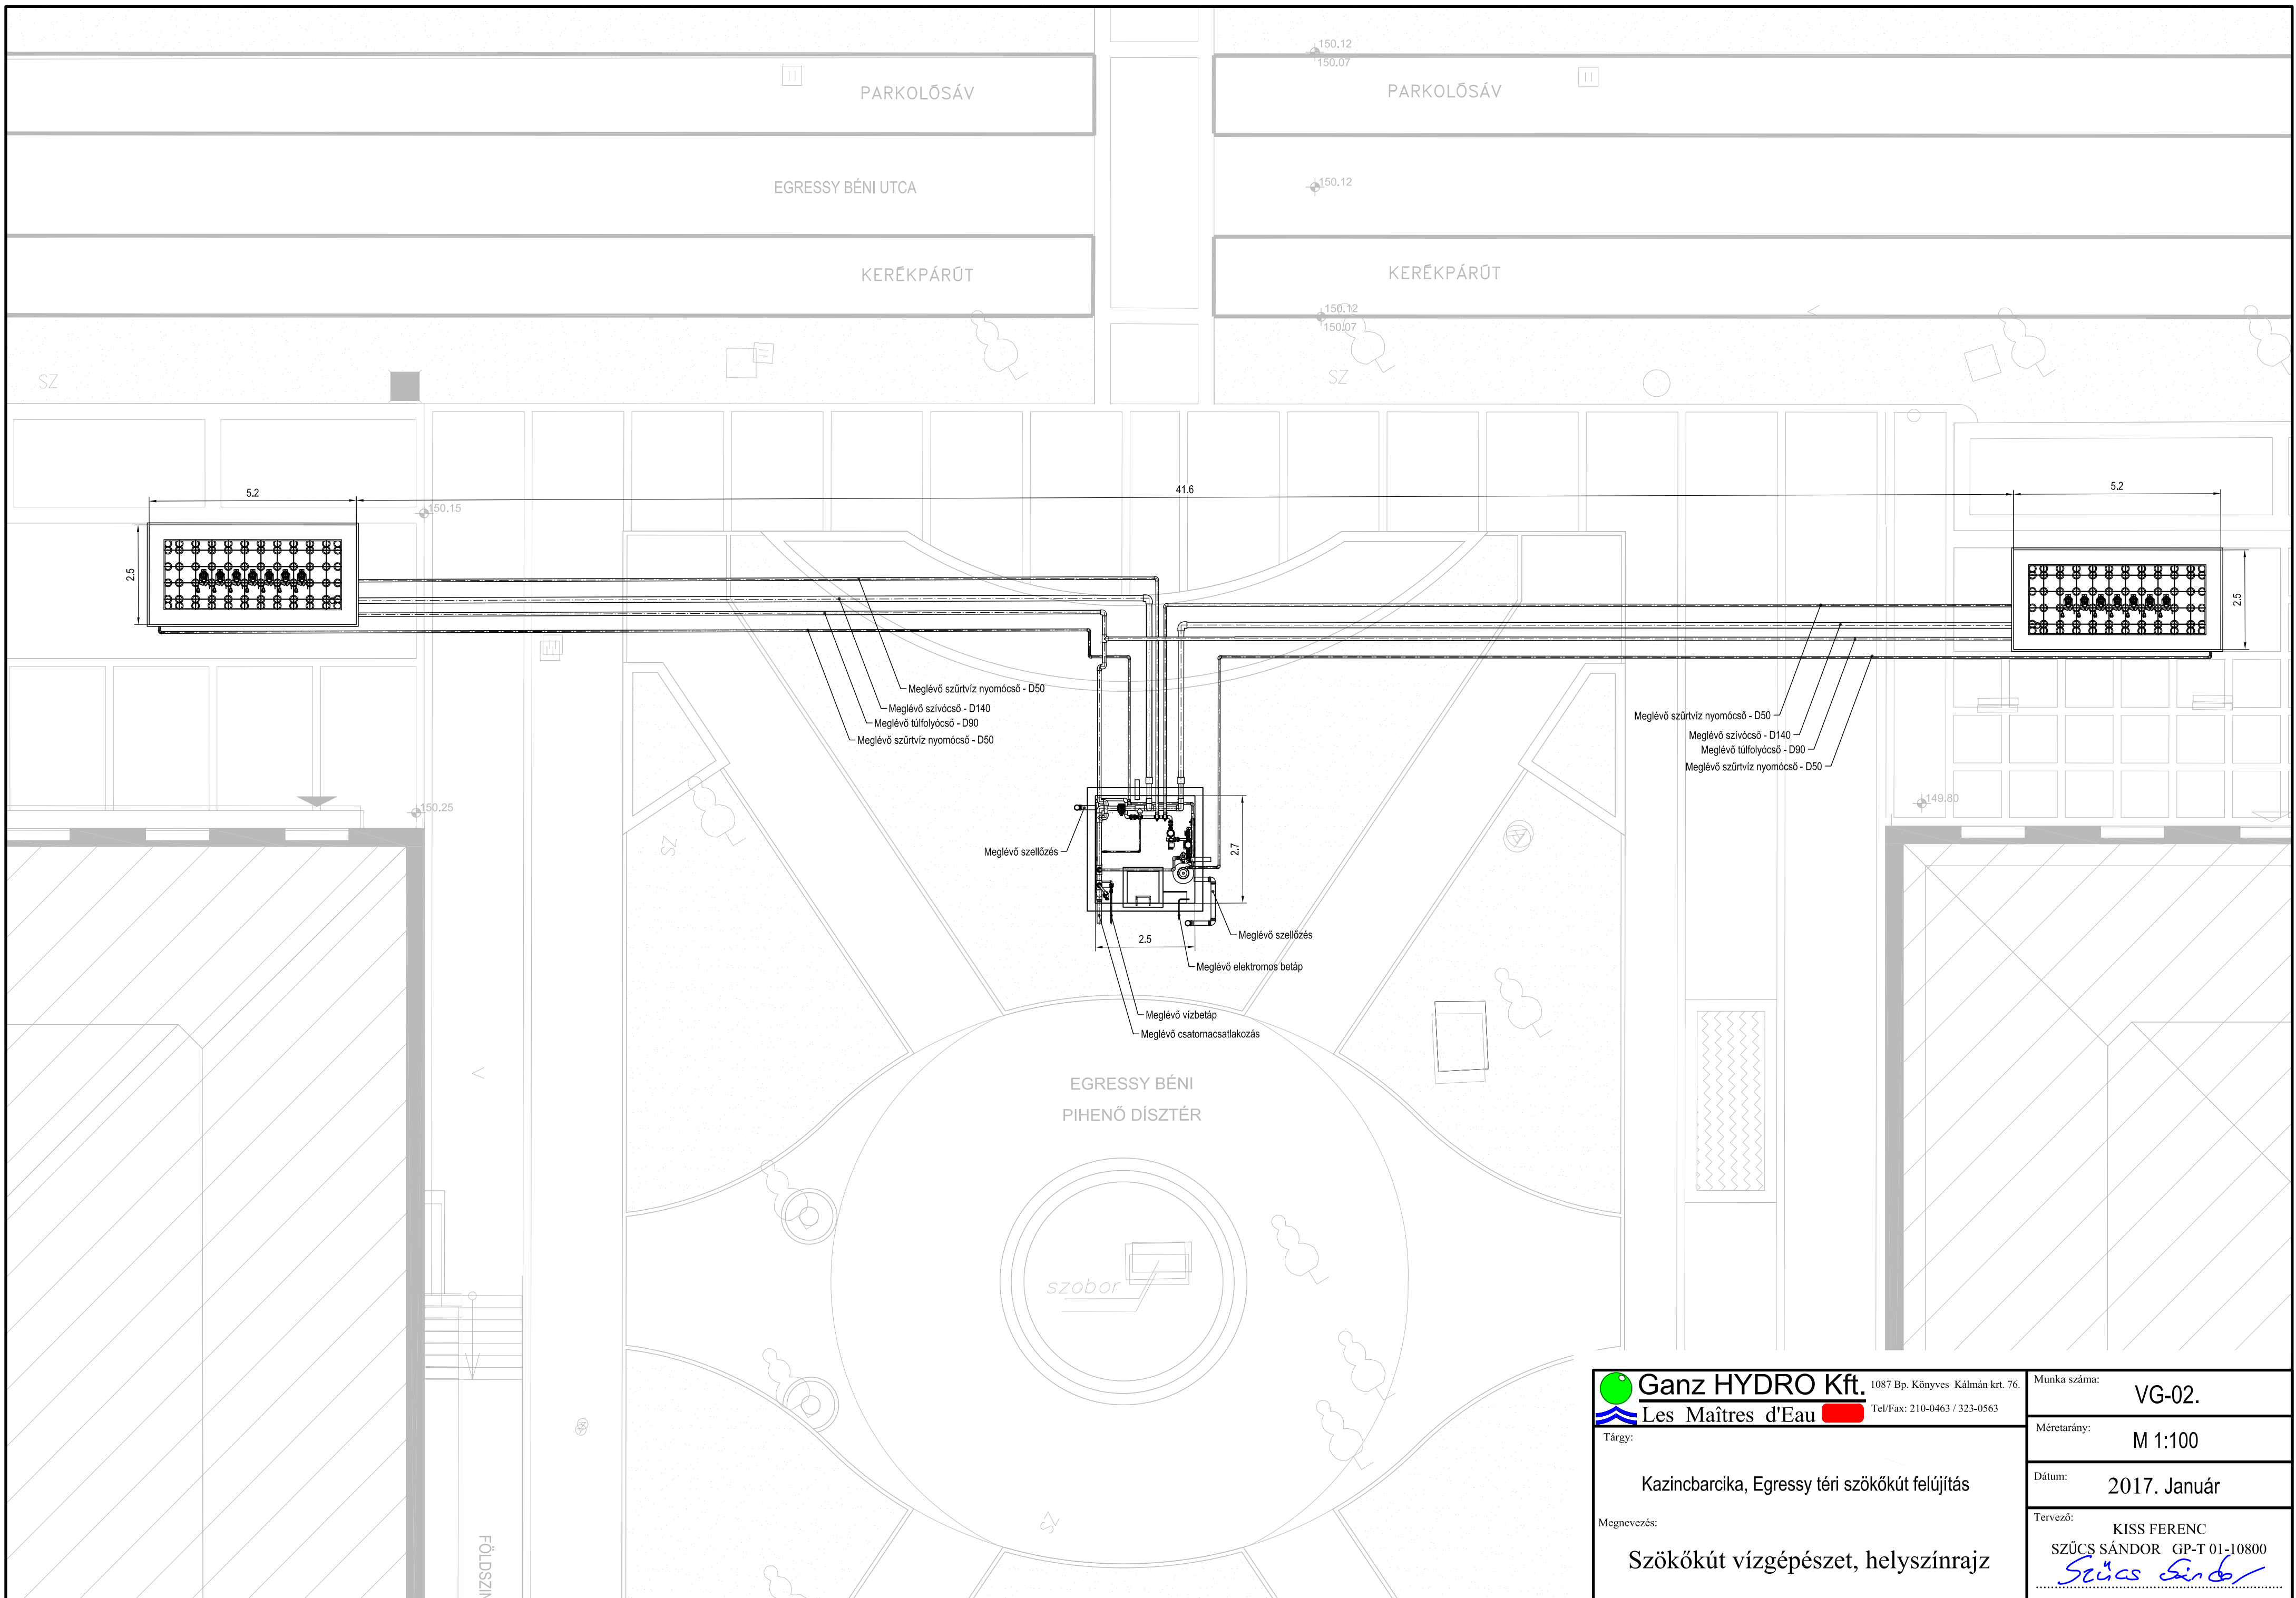 150.12
150.07
PARKOLÕSÁV
PARKOLÕSÁV
EGRESSY BÉNI UTCA
150.12
KERÉKPÁRÚT
KERÉKPÁRÚT
150.12
150.07
SZ
SZ
5.2
41.6
5.2
150.15
2.5
2.5
Meglévő szűrtvíz nyomócső - D50
Meglévő szívócső - D140
Meglévő túlfolyócső - D90
Meglévő szűrtvíz nyomócső - D50
Meglévő szűrtvíz nyomócső - D50
Meglévő szívócső - D140
Meglévő túlfolyócső - D90
Meglévő szűrtvíz nyomócső - D50
150.25
149.80
SZ
Meglévő szellőzés
2.7
2.5
Meglévő szellőzés
Meglévő elektromos betáp
Meglévő vízbetáp
Meglévő csatornacsatlakozás
EGRESSY BÉNI
PIHENŐ DÍSZTÉR
szobor
SZ
FÖLDSZIN
Ganz HYDRO Kft.
Les Maîtres d'Eau
1087 Bp. Könyves Kálmán krt. 76.
Tel/Fax: 210-0463 / 323-0563
Munka száma:
VG-02.
Méretarány:
M 1:100
Dátum:
2017. Január
Tárgy:
Kazincbarcika, Egressy téri szökőkút felújítás
Megnevezés:
Szökőkút vízgépészet, helyszínrajz
Tervező:
KISS FERENC
SZŰCS SÁNDOR GP-T 01-10800
Szűcs Sándor